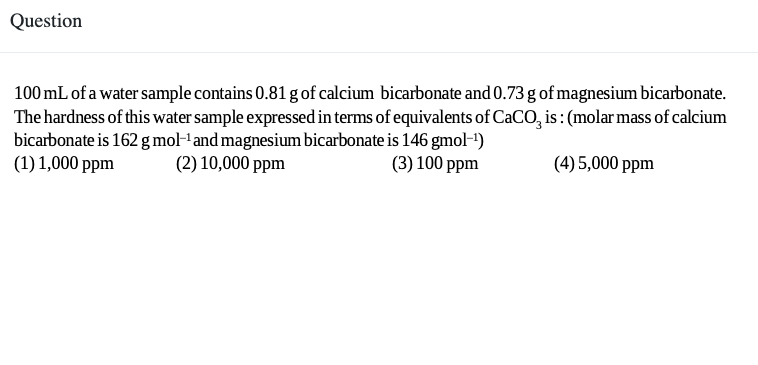 Question
100 mL of a water sample contains 0.81 g of calcium bicarbonate and 0.73 g of magnesium bicarbonate.
The hardness of this water sample expressed in terms of equivalents of CaCO₃ is : (molar mass of calcium
bicarbonate is 162 g mol⁻¹ and magnesium bicarbonate is 146 gmol⁻¹)
(1) 1,000 ppm (2) 10,000 ppm (3) 100 ppm (4) 5,000 ppm